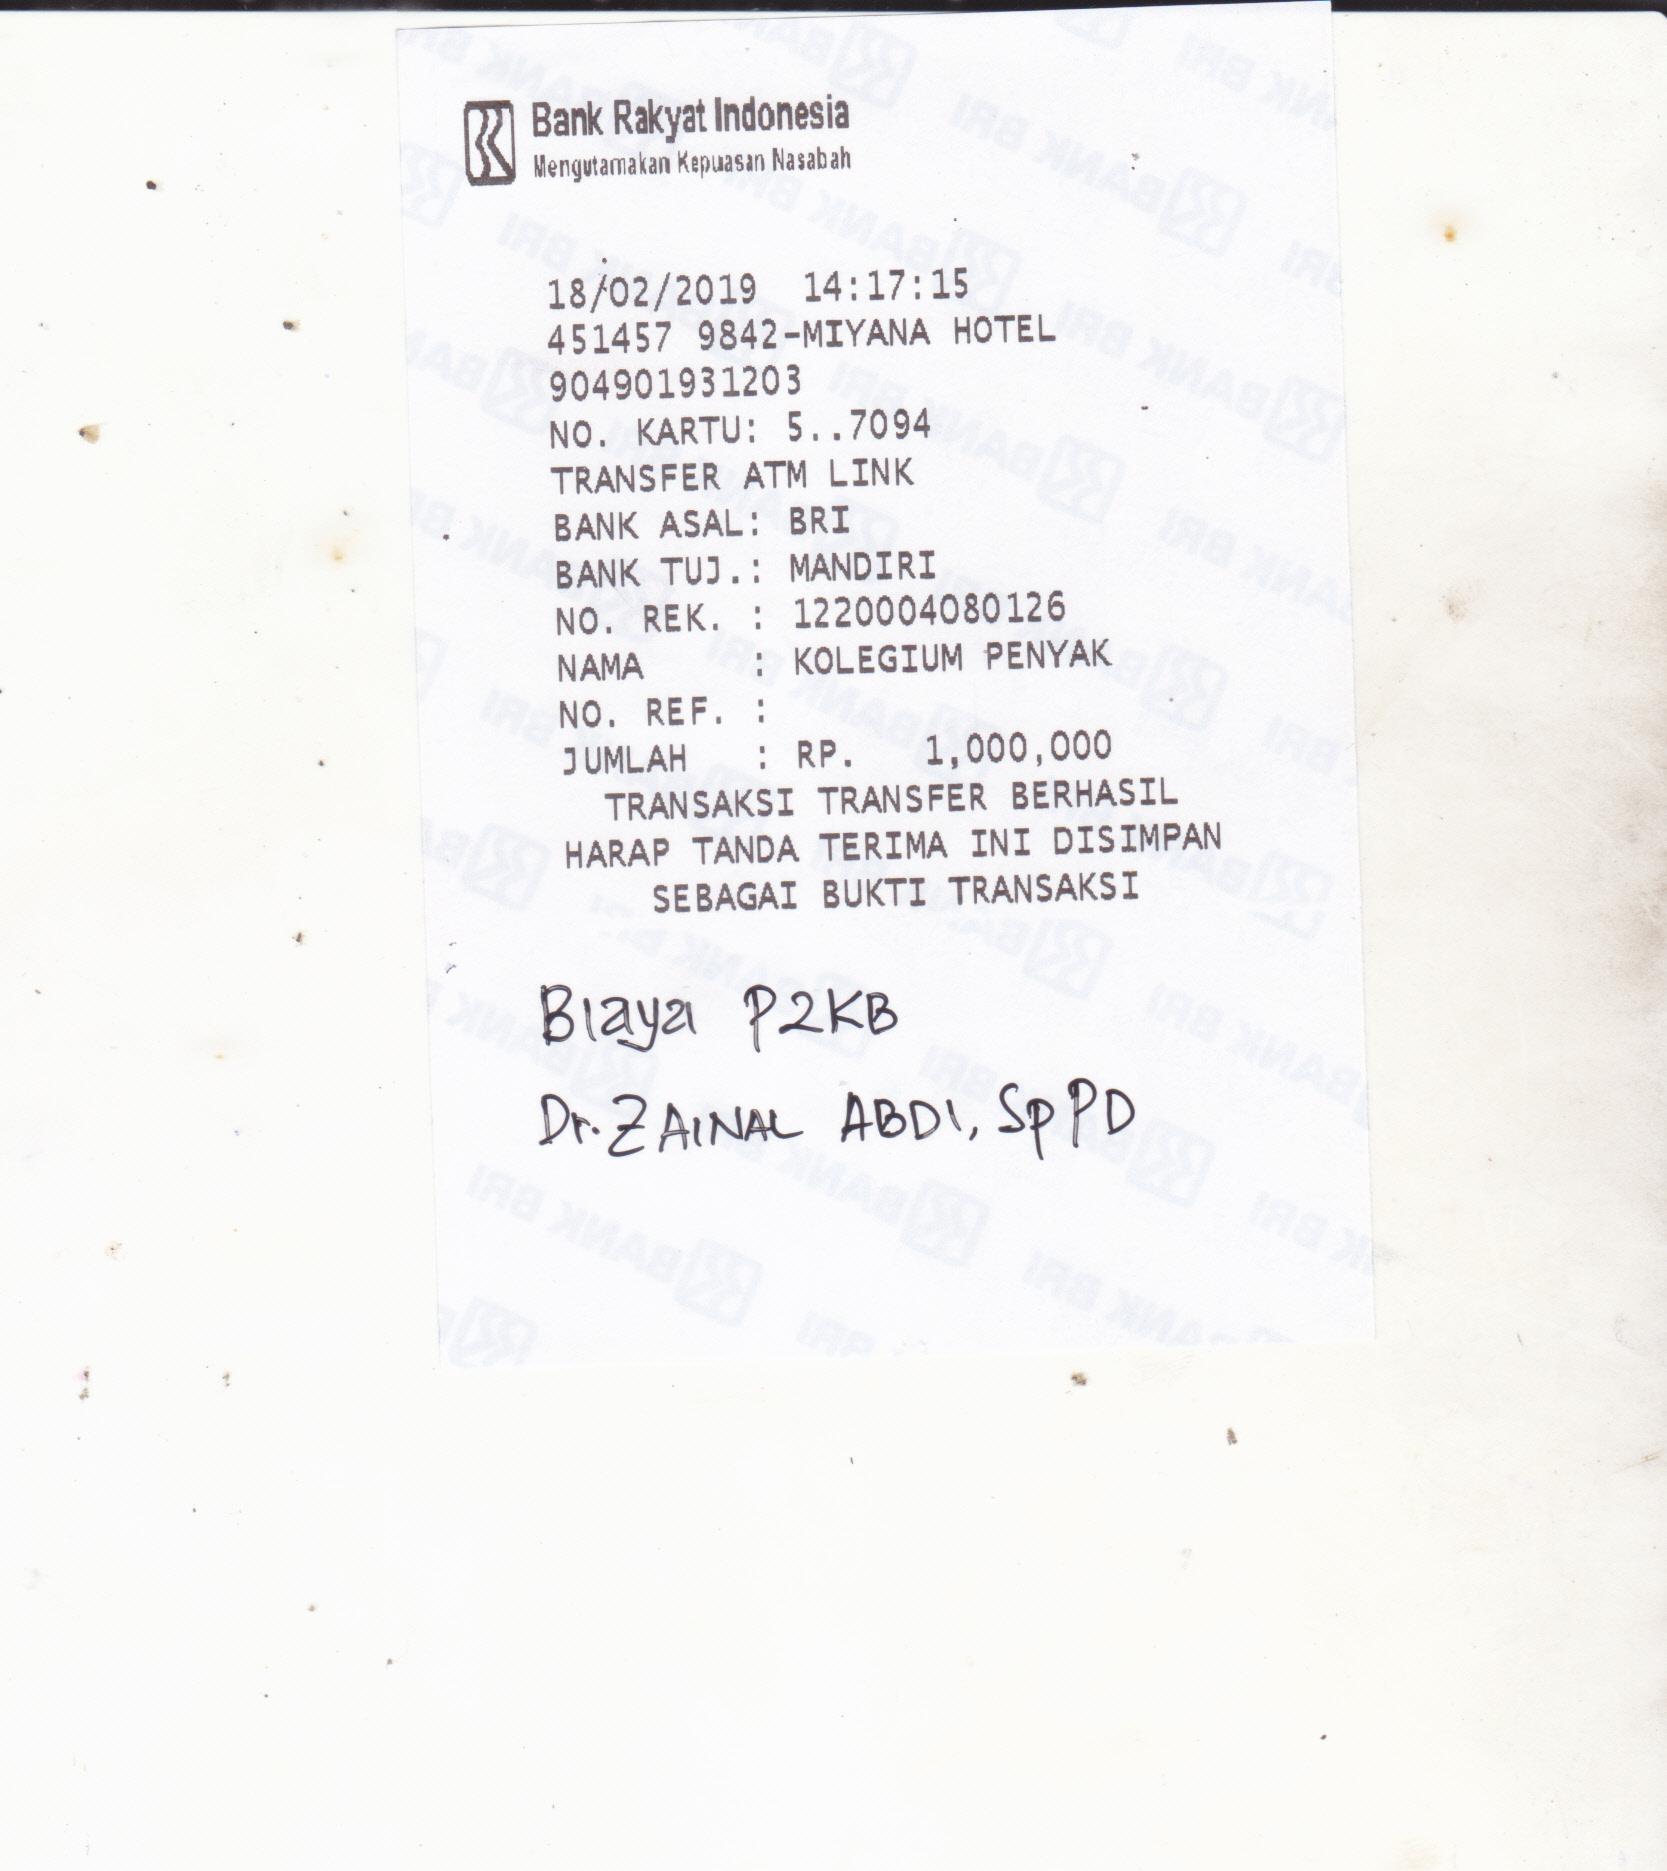 Bank Rakyat Indonesia
Mengutamakan Kepuasan Nasabah
18/02/2019 14:17:15
451457 9842-MIYANA HOTEL
904901931203
NO. KARTU: 5..7094
TRANSFER ATM LINK
BANK ASAL: BRI
BANK TUJ.: MANDIRI
NO. REK. : 1220004080126
NAMA : KOLEGIUM PENYAK
NO. REF. :
JUMLAH : RP. 1,000,000
TRANSAKSI TRANSFER BERHASIL
HARAP TANDA TERIMA INI DISIMPAN
SEBAGAI BUKTI TRANSAKSI
Biaya P2KB
Dr. ZAINAL ABDI, SpPD